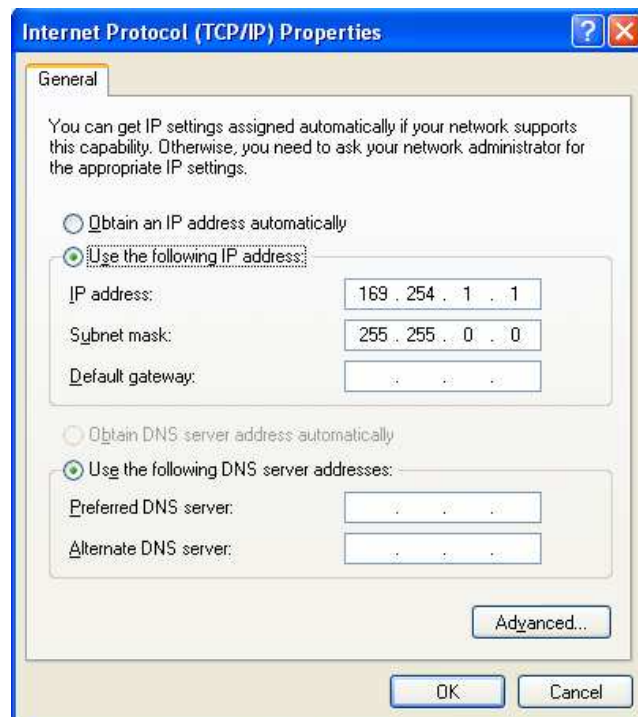 Internet Protocol (TCP/IP) Properties
General
You can get IP settings assigned automatically if your network supports
this capability. Otherwise, you need to ask your network administrator for
the appropriate IP settings.
Obtain an IP address automatically
Use the following IP address:
IP address: 169 . 254 . 1 . 1
Subnet mask: 255 . 255 . 0 . 0
Default gateway: . . .
Obtain DNS server address automatically
Use the following DNS server addresses:
Preferred DNS server: . . .
Alternate DNS server: . . .
Advanced...
OK Cancel